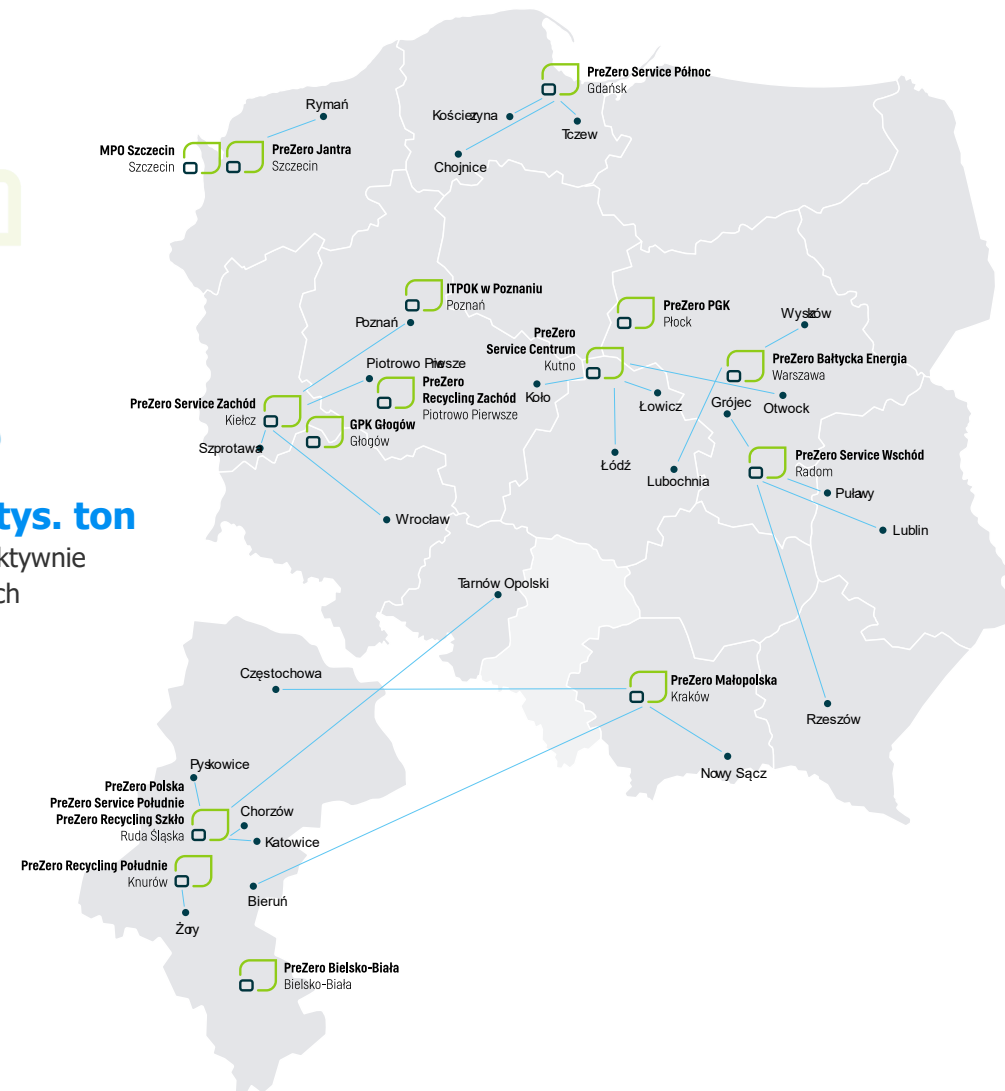 PreZero Service Północ
Gdańsk
Rymań
Kościerzyna
Tczew
Chojnice
MPO Szczecin
Szczecin
PreZero Jantra
Szczecin
ITPOK w Poznaniu
Poznań
Poznań
PreZero PGK
Płock
Wyszków
PreZero
Service Centrum
Kutno
PreZero Bałtycka Energia
Warszawa
Piotrowo Pierwsze
PreZero
Recycling Zachód
Piotrowo Pierwsze
Koło
Łowicz
Grójec
Otwock
PreZero Service Zachód
Kiełcz
GPK Głogów
Głogów
Szprotawa
Łódź
Lubochnia
PreZero Service Wschód
Radom
Puławy
Lublin
Wrocław
tys. ton
ktywnie
ch
Tarnów Opolski
Częstochowa
PreZero Małopolska
Kraków
Rzeszów
Nowy Sącz
Pyskowice
PreZero Polska
PreZero Service Południe
PreZero Recycling Szkło
Ruda Śląska
Chorzów
Katowice
PreZero Recycling Południe
Knurów
Bieruń
Żory
PreZero Bielsko-Biała
Bielsko-Biała